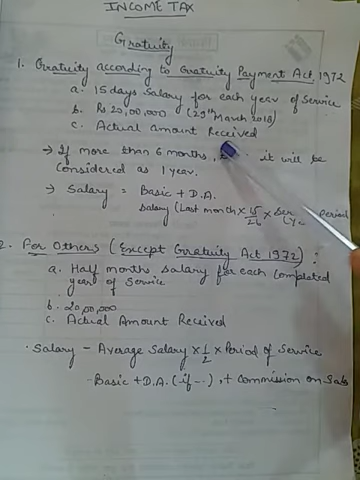 INCOME TAX
Gratuity
1. Gratuity according to Gratuity Payment Act 1972
a. 15 days Salary for each year of Service
b. Rs 20,00,000 (29th March 2018)
c. Actual amount Received
→ If more than 6 months, it will be
Considered as 1 year.
→ Salary = Basic + D.A.
Salary (Last month × 15/26 × Period
2. For Others (Except Gratuity Act 1972) :
a. Half months salary for each Completed
year of Service
b. 20,00,000
c. Actual Amount Received
· Salary - Average Salary × 1/2 × Period of Service
- Basic + D.A. (if --), + Commission on Sales